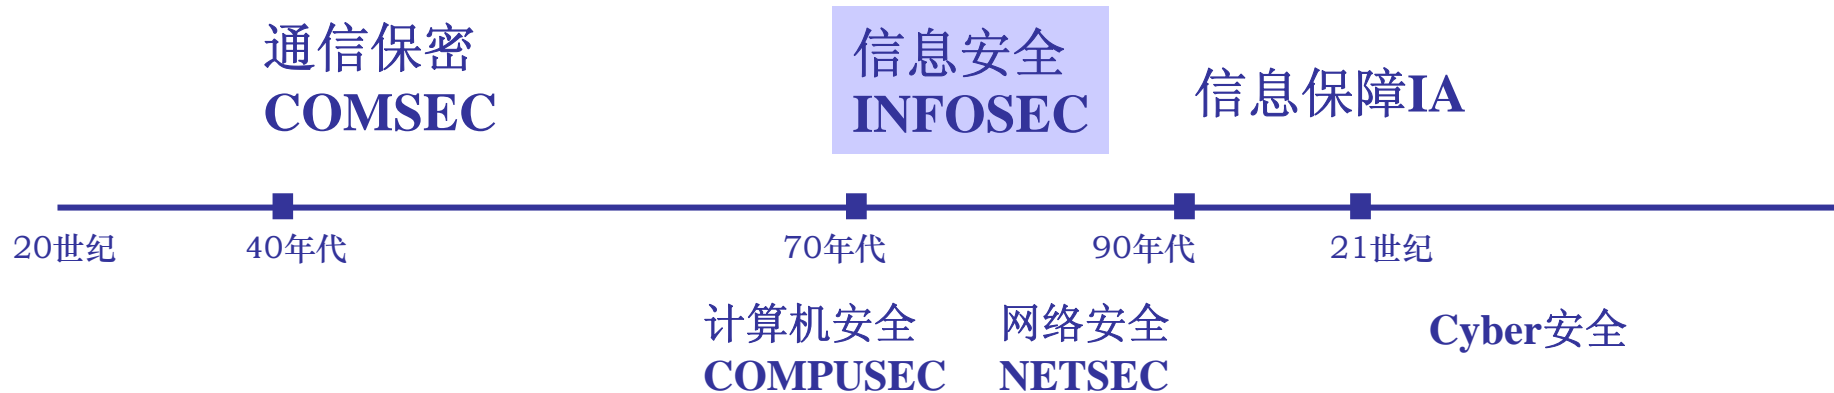 通信保密
COMSEC
信息安全
INFOSEC
信息保障IA
20世纪
40年代
70年代
90年代
21世纪
计算机安全
COMPUSEC
网络安全
NETSEC
Cyber安全